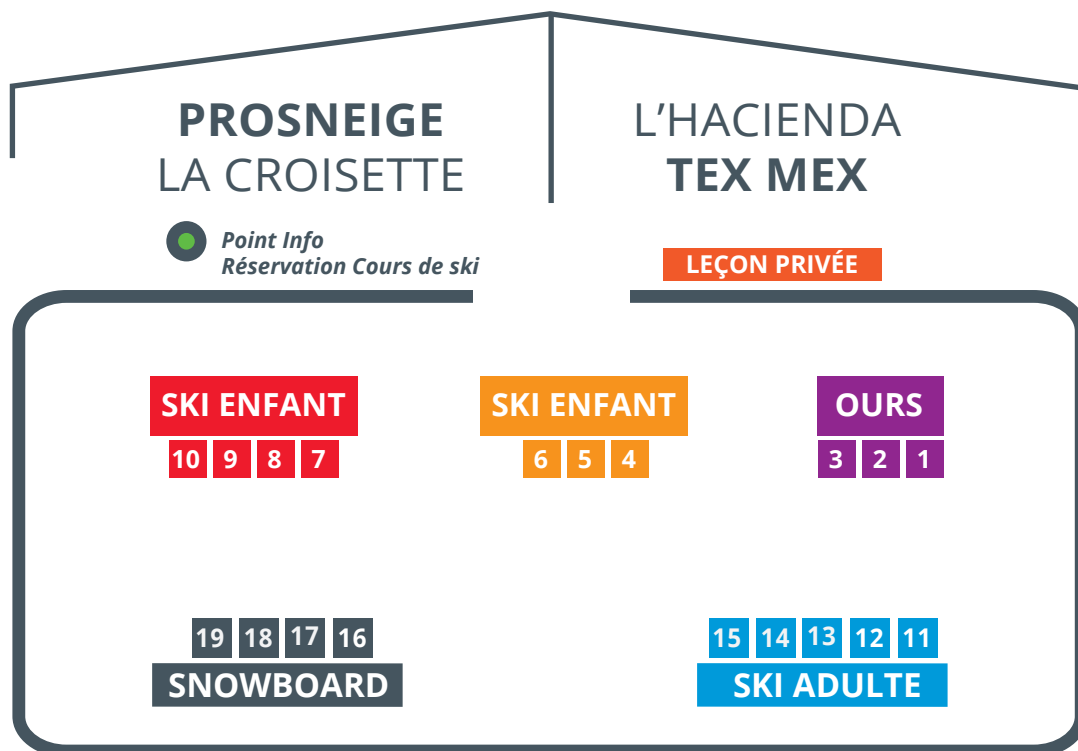 PROSNEIGE
LA CROISETTE
L'HACIENDA
TEX MEX
Point Info
Réservation Cours de ski
LEÇON PRIVÉE
SKI ENFANT
10 9 8 7
SKI ENFANT
6 5 4
OURS
3 2 1
19 18 17 16
SNOWBOARD
15 14 13 12 11
SKI ADULTE